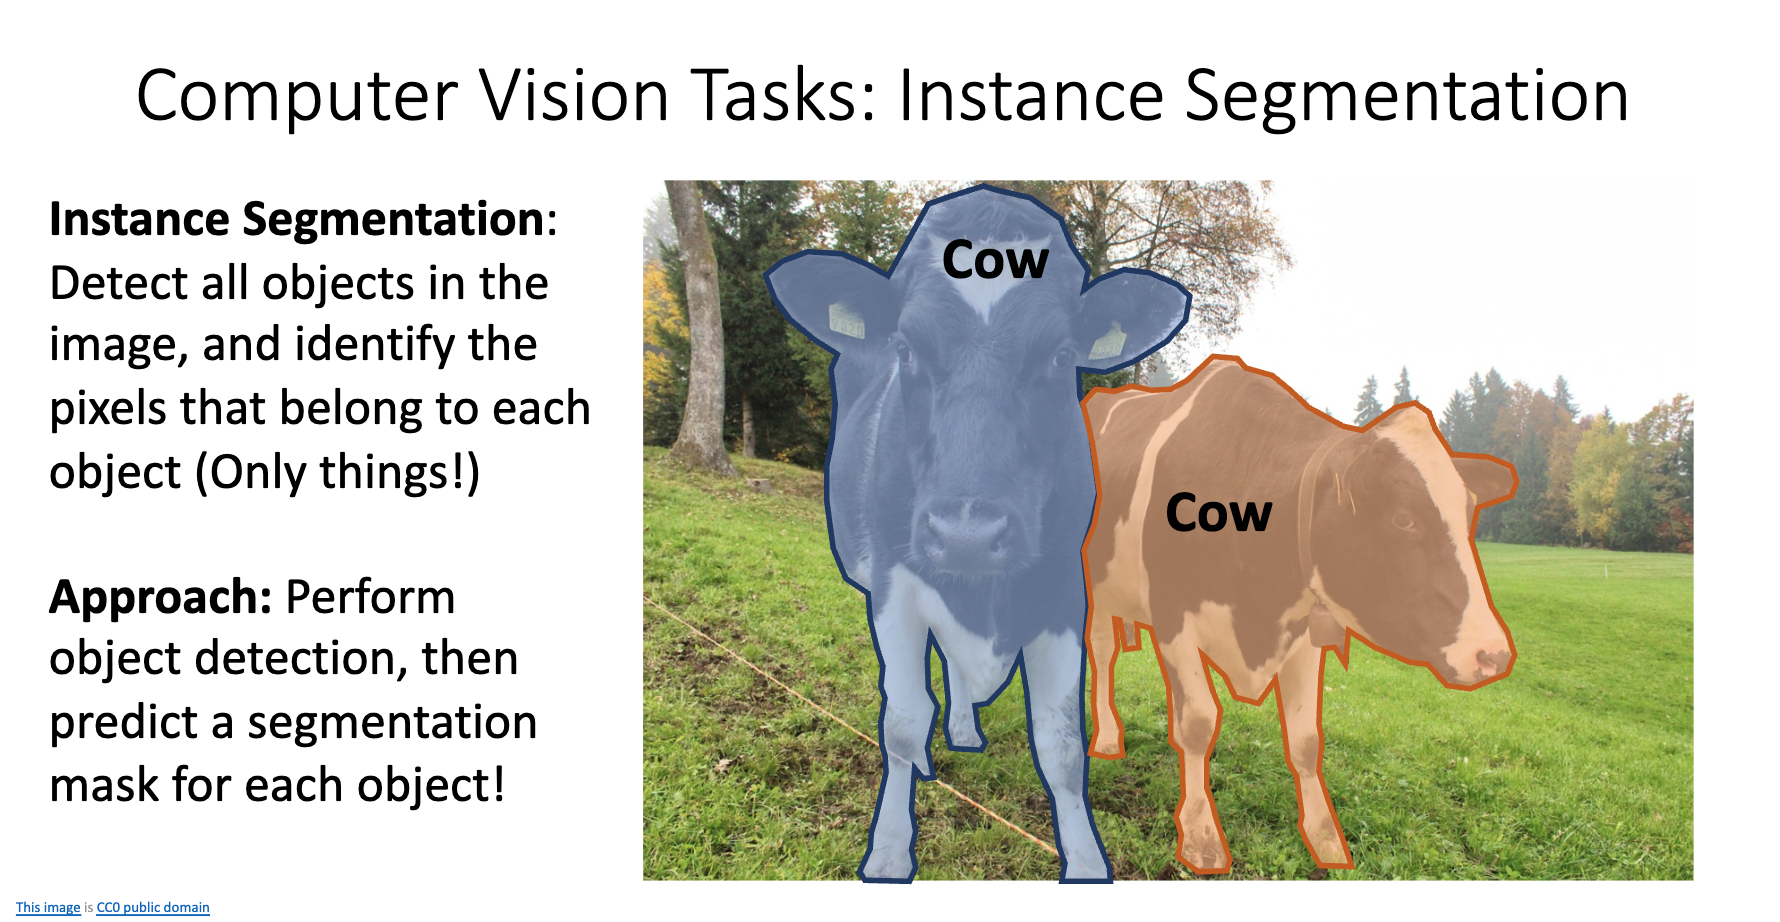 Computer Vision Tasks: Instance Segmentation
Instance Segmentation:
Detect all objects in the
image, and identify the
pixels that belong to each
object (Only things!)
Approach: Perform
object detection, then
predict a segmentation
mask for each object!
Cow
Cow
This image is CC0 public domain